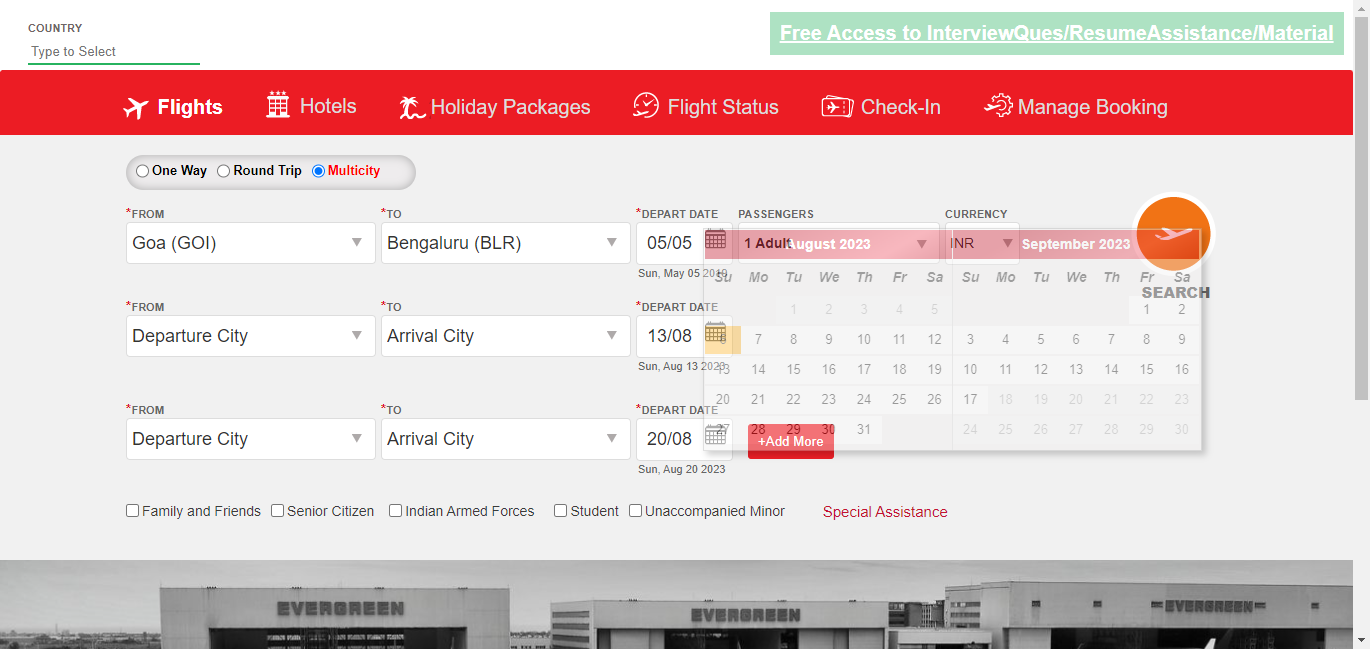 COUNTRY
Type to Select
Free Access to InterviewQues/ResumeAssistance/Material
Flights Hotels Holiday Packages Flight Status Check-In Manage Booking
One Way Round Trip Multicity
*FROM *TO *DEPART DATE PASSENGERS CURRENCY
Goa (GOI) Bengaluru (BLR) 05/05 1 Adult INR
August 2023 September 2023
Sun, May 05 2019
Su Mo Tu We Th Fr Sa Su Mo Tu We Th Fr Sa
SEARCH
*FROM *TO *DEPART DATE
1 2 3 4 5 1 2
Departure City Arrival City 13/08
6 7 8 9 10 11 12 3 4 5 6 7 8 9
Sun, Aug 13 2023
13 14 15 16 17 18 19 10 11 12 13 14 15 16
20 21 22 23 24 25 26 17 18 19 20 21 22 23
*FROM *TO *DEPART DATE
Departure City Arrival City 20/08
27 28 29 30 31 24 25 26 27 28 29 30
+Add More
Sun, Aug 20 2023
Family and Friends Senior Citizen Indian Armed Forces Student Unaccompanied Minor Special Assistance
EVERGREEN EVERGREEN EVERGREEN